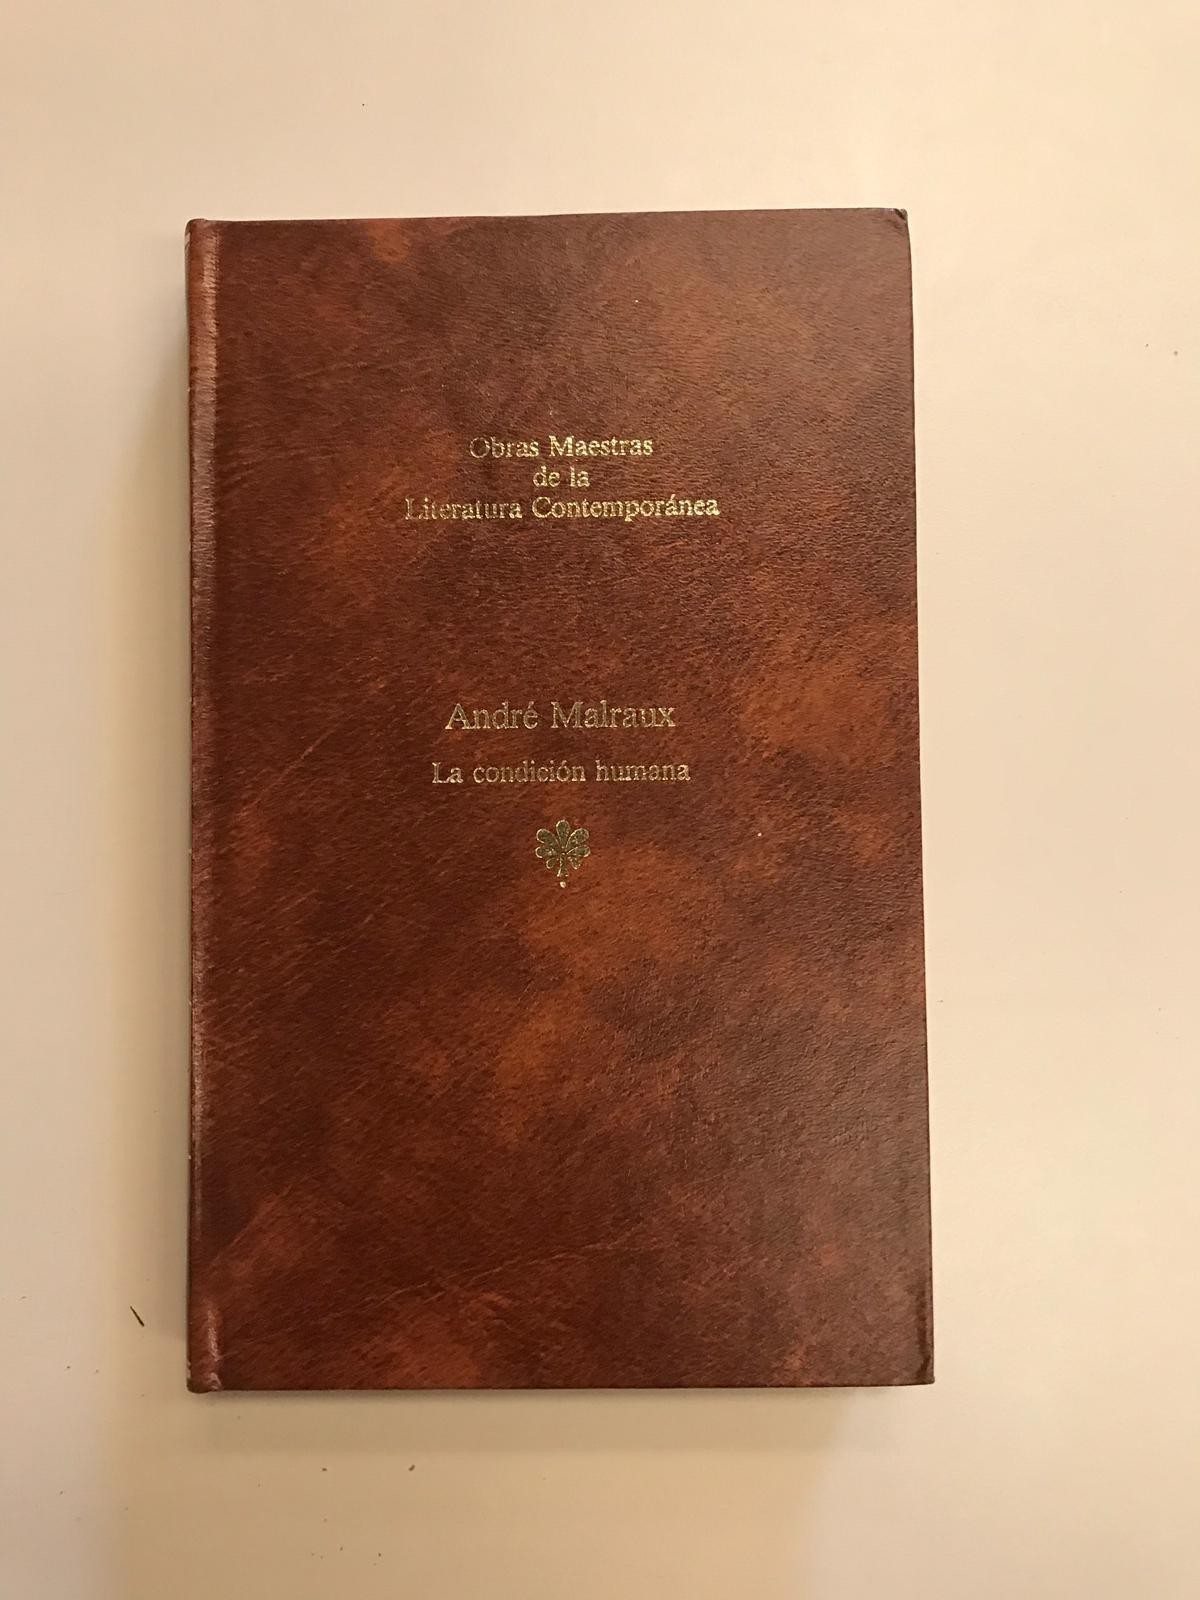 Obras Maestras
de la
Literatura Contemporánea
André Malraux
La condición humana